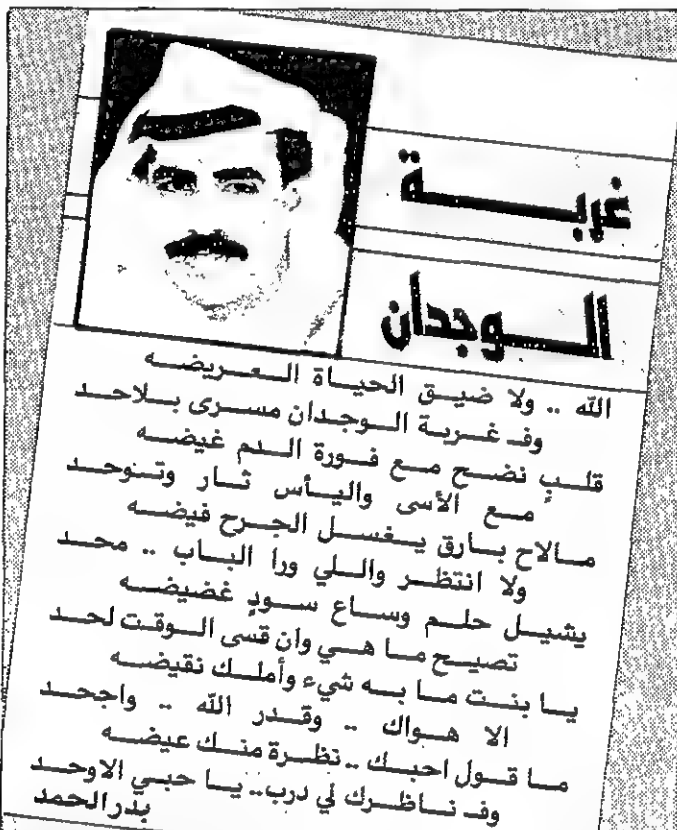 غربة
الوجدان
الله .. ولا ضيق الحياة العريضه
وف غربة الوجدان مسرى بلاحد
قلبٍ نضح مع فورة الدم غيضه
مع الأسى واليأس ثار وتنوحد
مالاح بارق يغسل الجرح فيضه
ولا انتظر واللي ورا الباب .. محد
يشيل حلم وساع سودٍ غضيضه
تصيح ما هي وان قسى الوقت لحد
يا بنت ما به شيء وأملك نقيضه
الا هواك .. وقدر الله .. واجحد
ما قول احبك .. نظرة منك عيضه
وف ناظرك لي درب.. يا حبي الاوحد
بدر الحمد